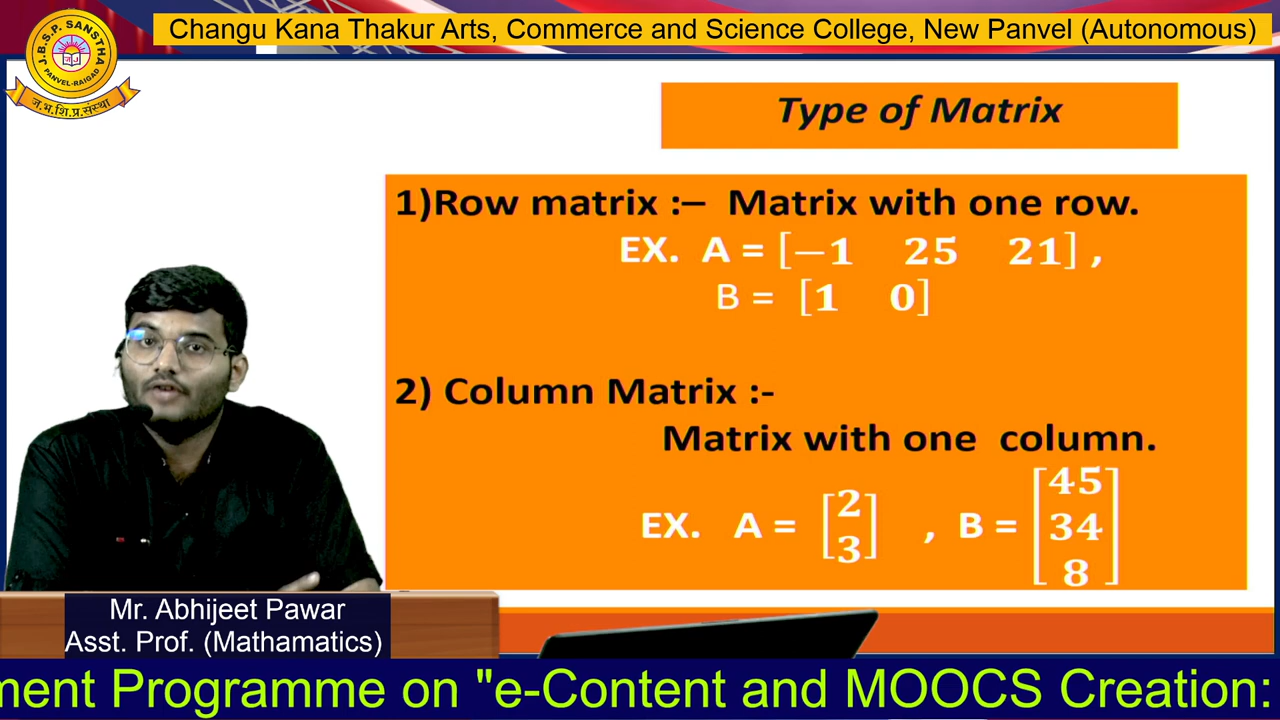 Changu Kana Thakur Arts, Commerce and Science College, New Panvel (Autonomous)
J.B.S.P. SANSTHA
PANVEL-RAIGAD
ज.भ.शि.प्र.संस्था
Type of Matrix
1)Row matrix :– Matrix with one row.
EX. A = [−1 25 21] ,
B = [1 0]
2) Column Matrix :-
Matrix with one column.
EX. A = [2 3] , B = [45 34 8]
Mr. Abhijeet Pawar
Asst. Prof. (Mathamatics)
ment Programme on "e-Content and MOOCS Creation: